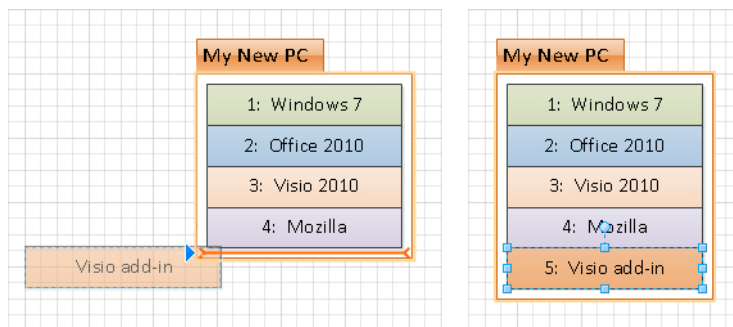 My New PC
1: Windows 7
2: Office 2010
3: Visio 2010
4: Mozilla
Visio add-in
My New PC
1: Windows 7
2: Office 2010
3: Visio 2010
4: Mozilla
5: Visio add-in